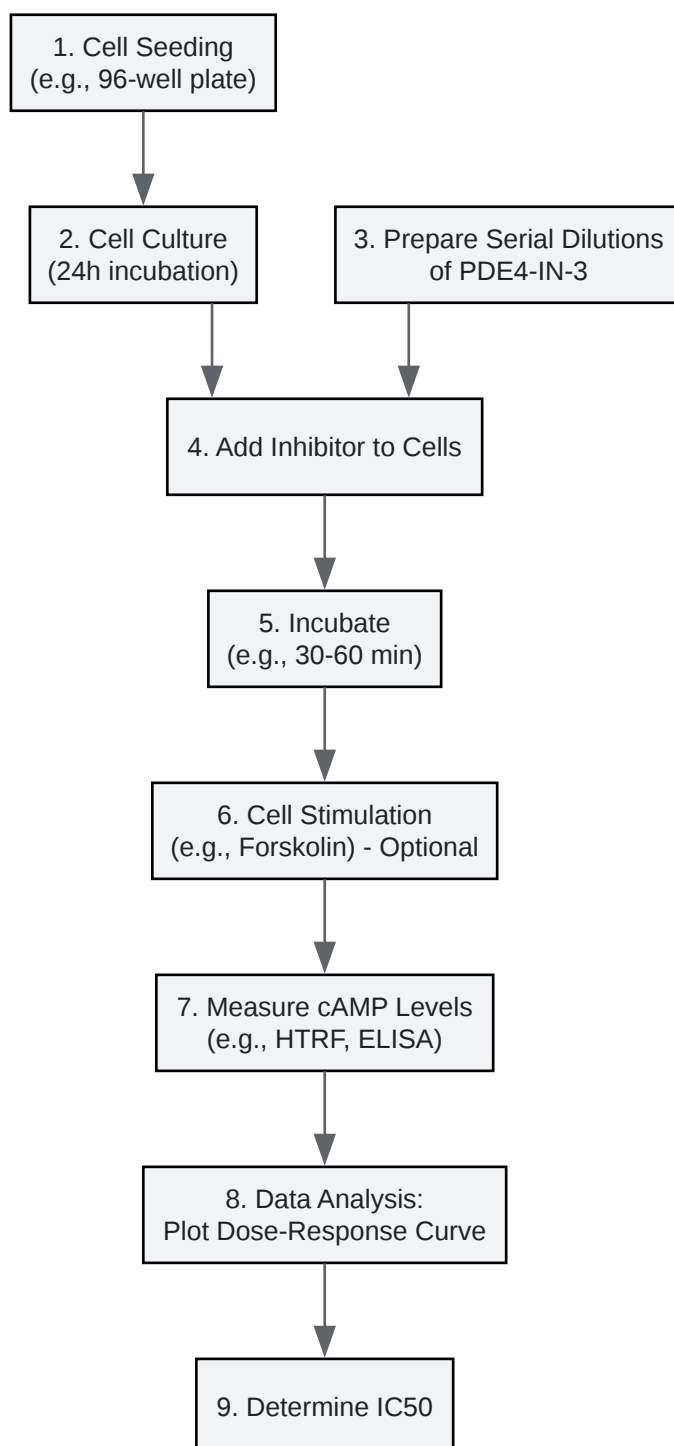 1. Cell Seeding
(e.g., 96-well plate)
2. Cell Culture
(24h incubation)
3. Prepare Serial Dilutions
of PDE4-IN-3
4. Add Inhibitor to Cells
5. Incubate
(e.g., 30-60 min)
6. Cell Stimulation
(e.g., Forskolin) - Optional
7. Measure cAMP Levels
(e.g., HTRF, ELISA)
8. Data Analysis:
Plot Dose-Response Curve
9. Determine IC50